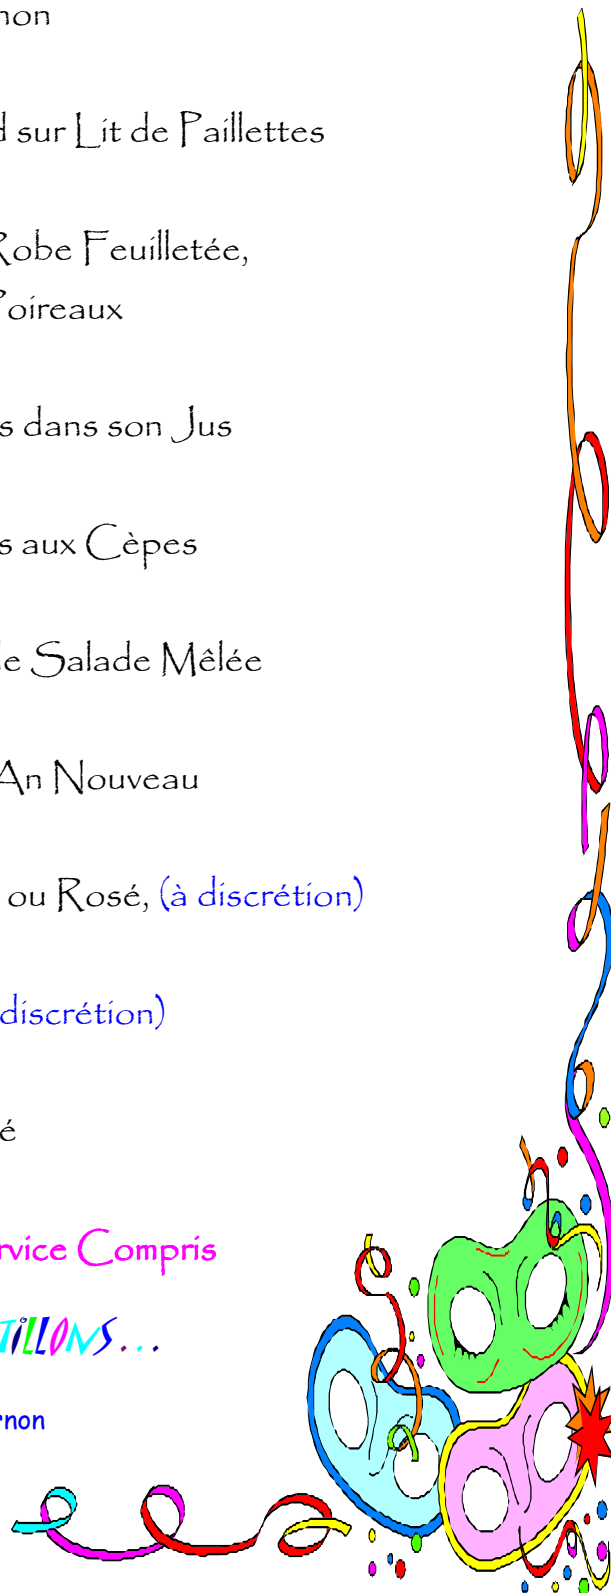 non
d sur Lit de Paillettes
Robe Feuilletée,
Poireaux
s dans son Jus
s aux Cèpes
de Salade Mêlée
An Nouveau
ou Rosé, (à discrétion)
discrétion)
é
rvice Compris
TILLONS...
rnon